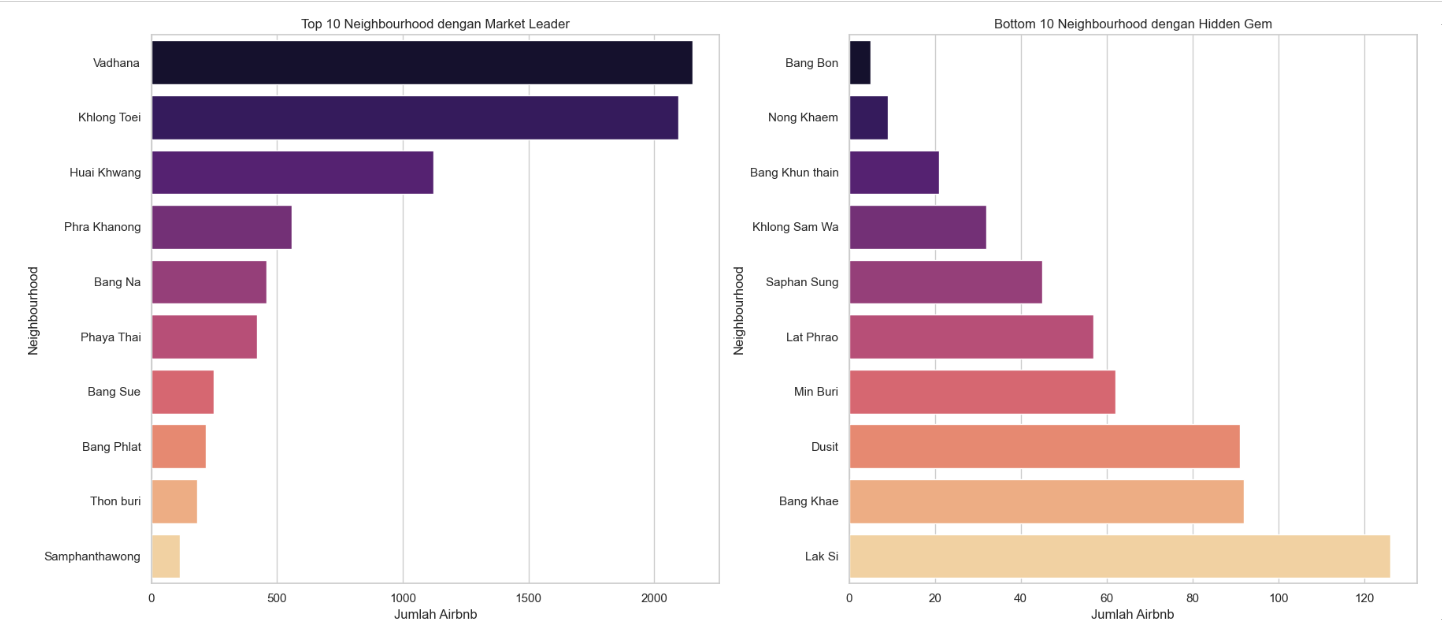 Top 10 Neighbourhood dengan Market Leader
Vadhana
Khlong Toei
Huai Khwang
Phra Khanong
Bang Na
Phaya Thai
Bang Sue
Bang Phlat
Thon buri
Samphanthawong
Neighbourhood
0 500 1000 1500 2000
Jumlah Airbnb
Bottom 10 Neighbourhood dengan Hidden Gem
Bang Bon
Nong Khaem
Bang Khun thain
Khlong Sam Wa
Saphan Sung
Lat Phrao
Min Buri
Dusit
Bang Khae
Lak Si
Neighbourhood
0 20 40 60 80 100 120
Jumlah Airbnb